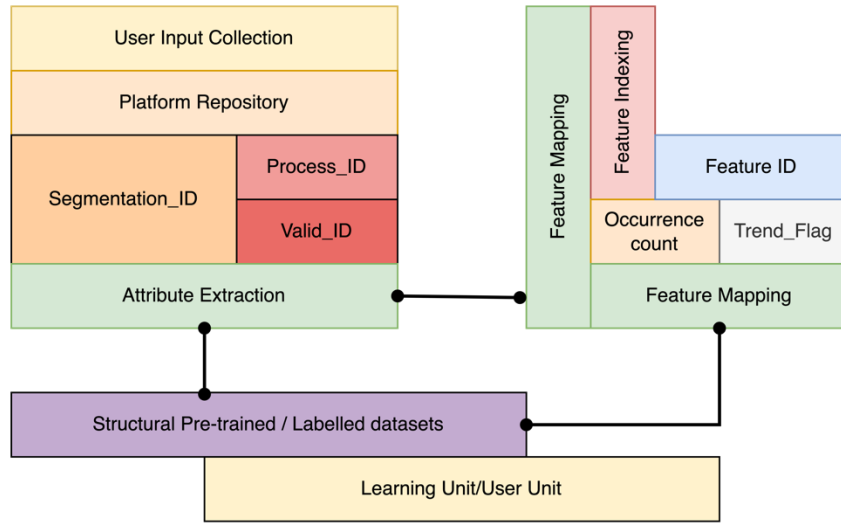 User Input Collection
Platform Repository
Segmentation_ID
Process_ID
Valid_ID
Attribute Extraction
Feature Mapping
Feature Indexing
Feature ID
Occurrence
count
Trend_Flag
Feature Mapping
Structural Pre-trained / Labelled datasets
Learning Unit/User Unit